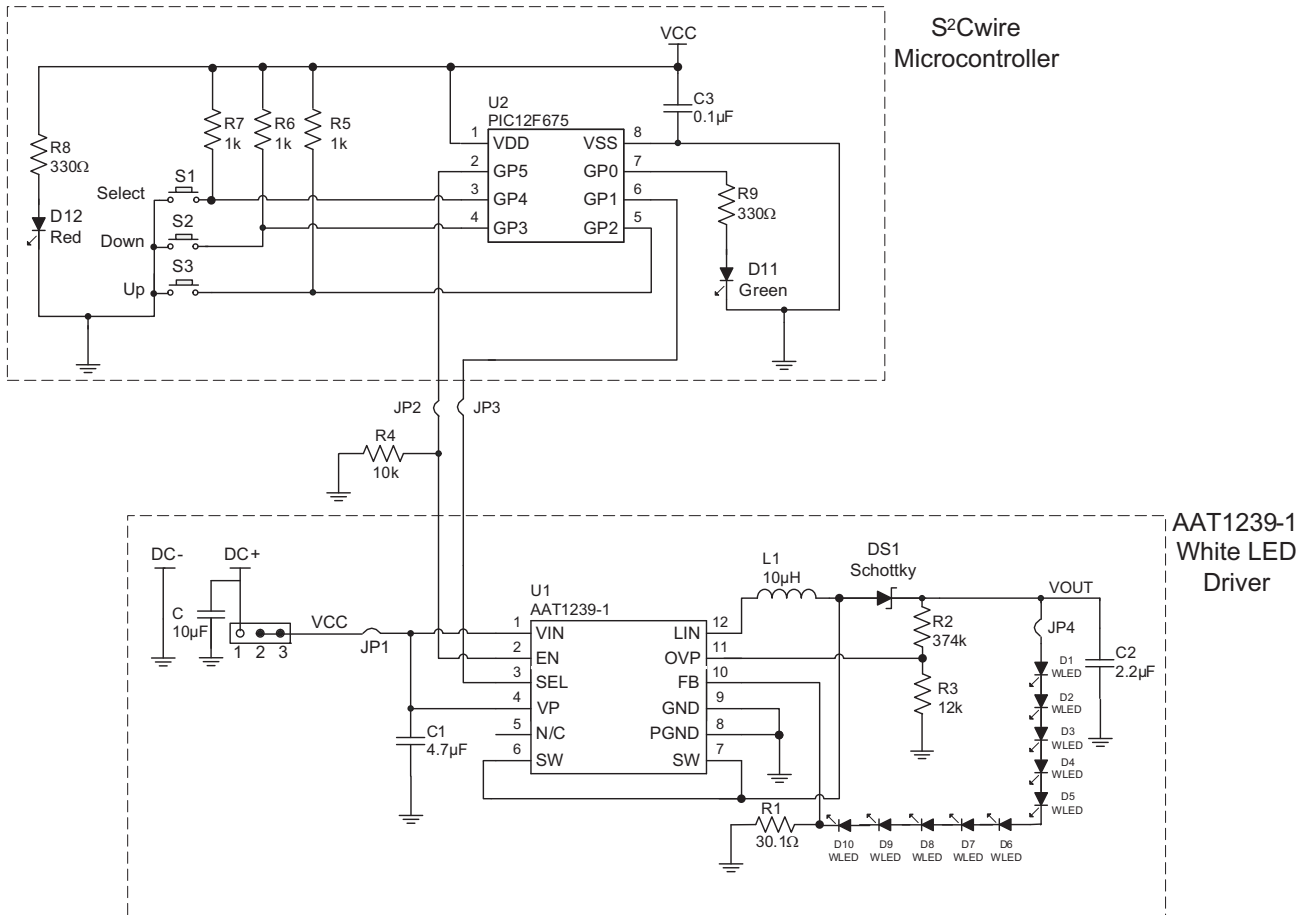 S²Cwire
Microcontroller
VCC
C3
0.1µF
U2
PIC12F675
R8
330Ω
R7
1k
R6
1k
R5
1k
1 VDD VSS 8
2 GP5 GP0 7
3 GP4 GP1 6
4 GP3 GP2 5
Select
S1
D12
Red
Down
S2
Up
S3
R9
330Ω
D11
Green
JP2
JP3
R4
10k
AAT1239-1
White LED
Driver
DC-
DC+
C
10µF
1 2 3
VCC
JP1
C1
4.7µF
U1
AAT1239-1
1 VIN LIN 12
2 EN OVP 11
3 SEL FB 10
4 VP GND 9
5 N/C PGND 8
6 SW SW 7
L1
10µH
DS1
Schottky
VOUT
R2
374k
R3
12k
JP4
C2
2.2µF
D1
WLED
D2
WLED
D3
WLED
D4
WLED
D5
WLED
R1
30.1Ω
D10 D9 D8 D7 D6
WLED WLED WLED WLED WLED